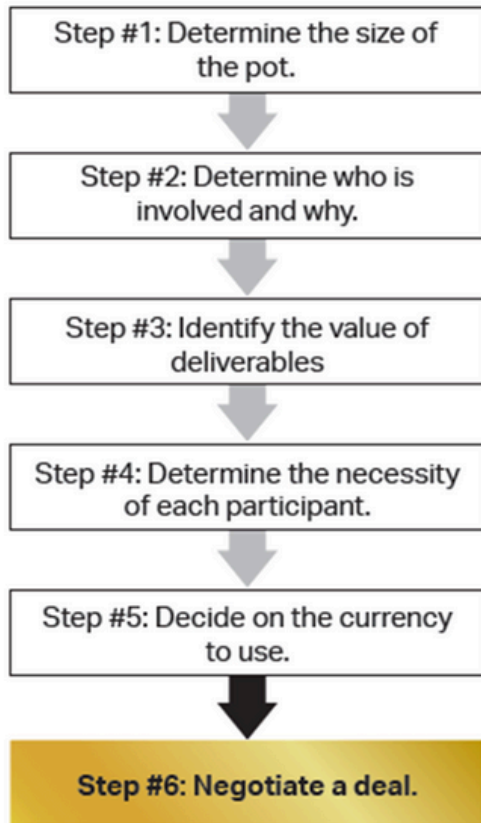 Step #1: Determine the size of
the pot.
Step #2: Determine who is
involved and why.
Step #3: Identify the value of
deliverables
Step #4: Determine the necessity
of each participant.
Step #5: Decide on the currency
to use.
Step #6: Negotiate a deal.